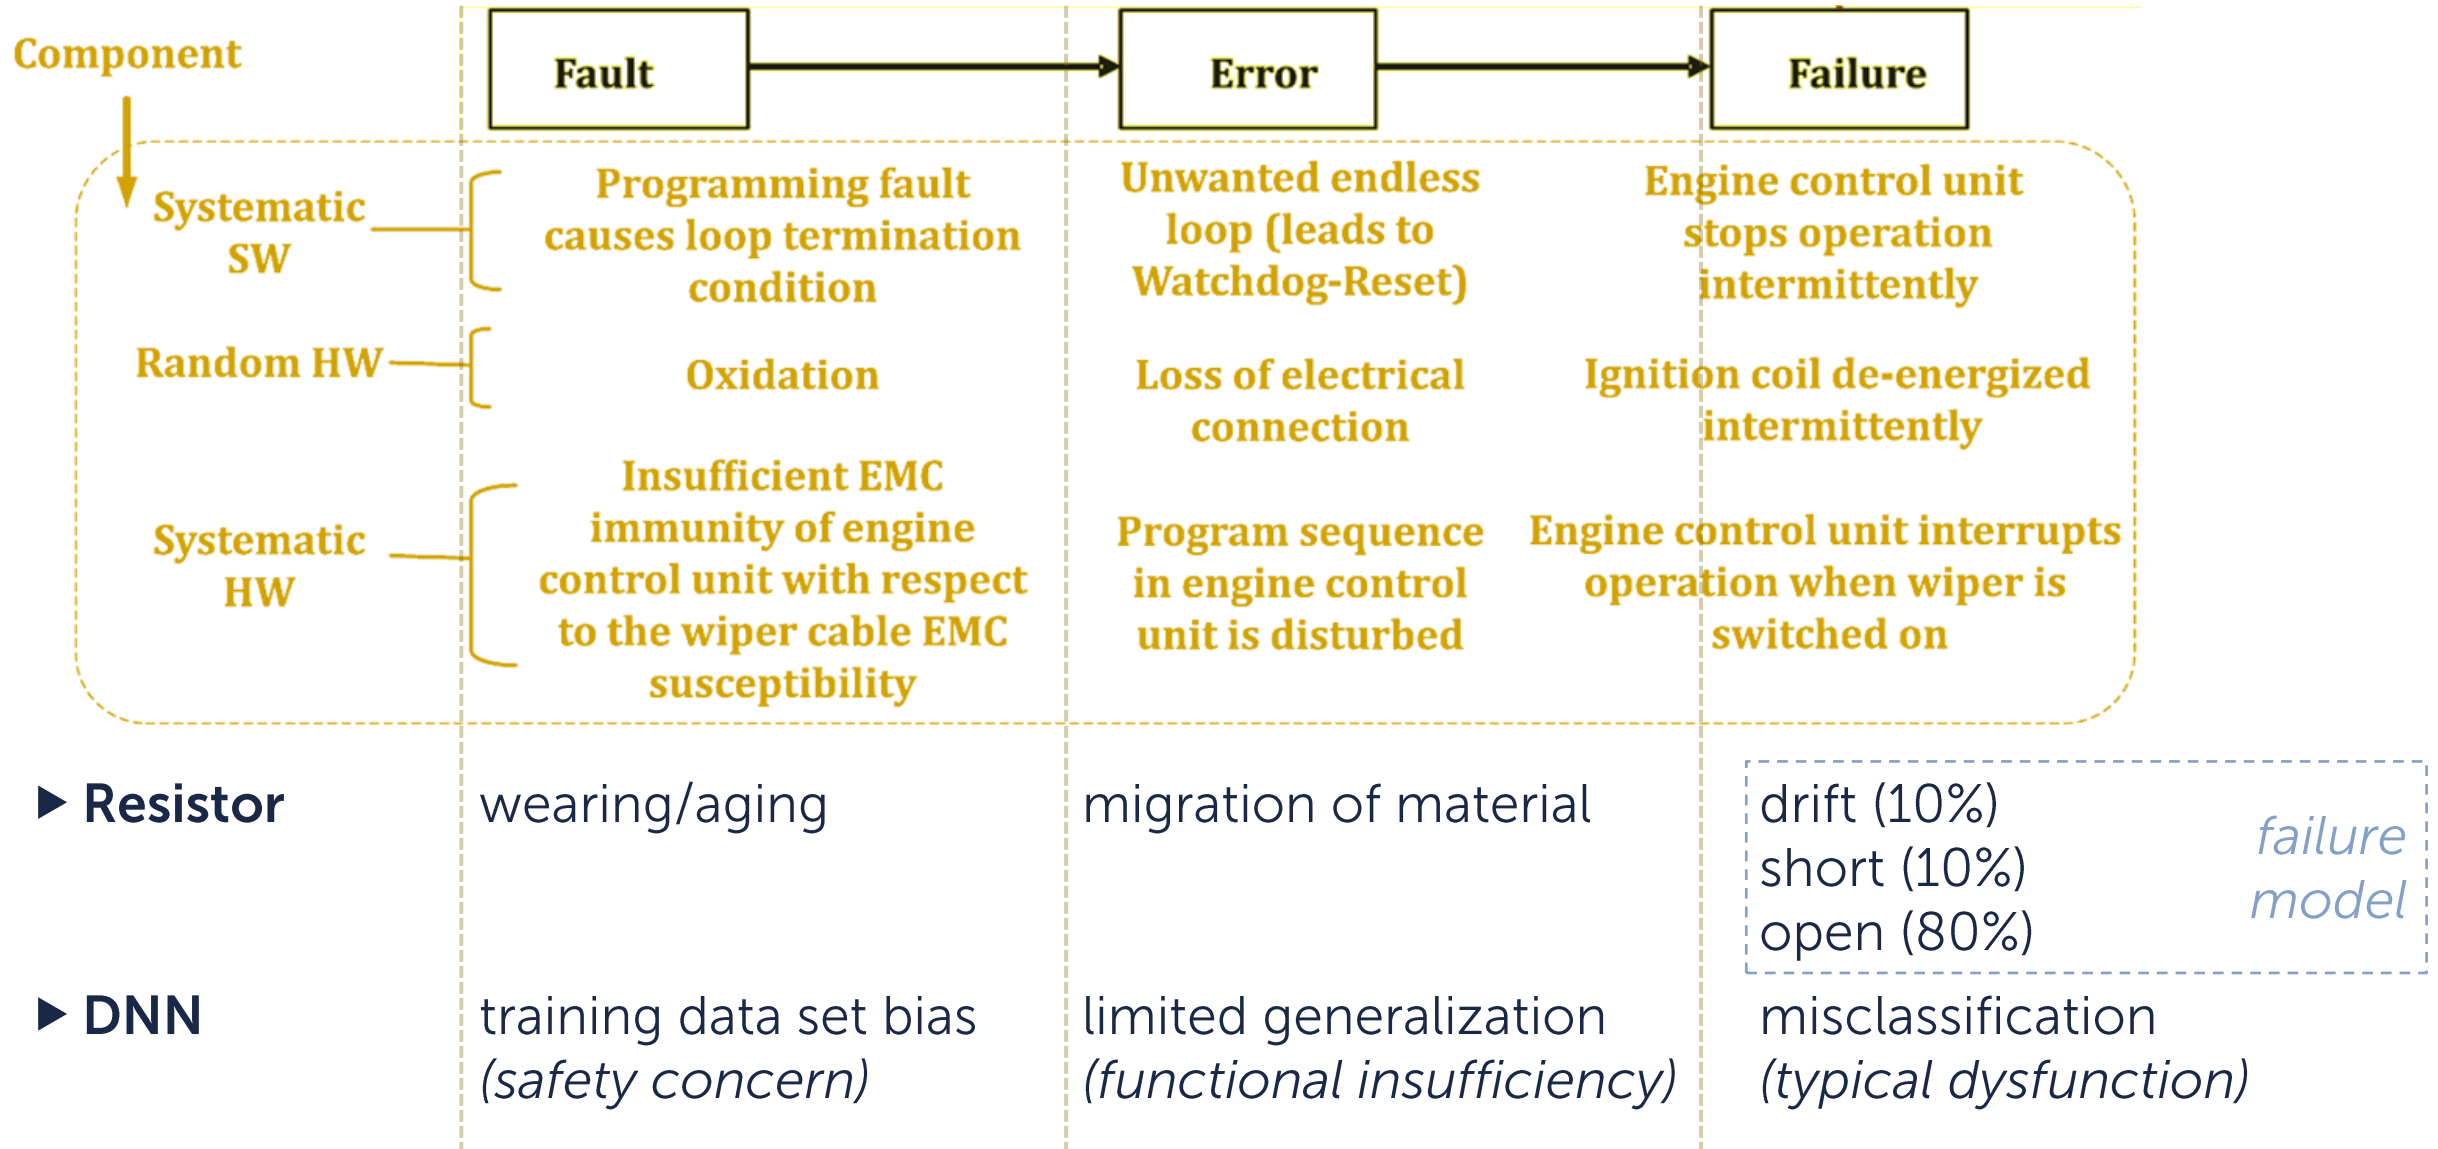 Component
Fault
Error
Failure
Systematic
SW
Programming fault
causes loop termination
condition
Unwanted endless
loop (leads to
Watchdog-Reset)
Engine control unit
stops operation
intermittently
Random HW
Oxidation
Loss of electrical
connection
Ignition coil de-energized
intermittently
Systematic
HW
Insufficient EMC
immunity of engine
control unit with respect
to the wiper cable EMC
susceptibility
Program sequence
in engine control
unit is disturbed
Engine control unit interrupts
operation when wiper is
switched on
▶ Resistor
wearing/aging
migration of material
drift (10%)
short (10%)
open (80%)
failure
model
▶ DNN
training data set bias
(safety concern)
limited generalization
(functional insufficiency)
misclassification
(typical dysfunction)